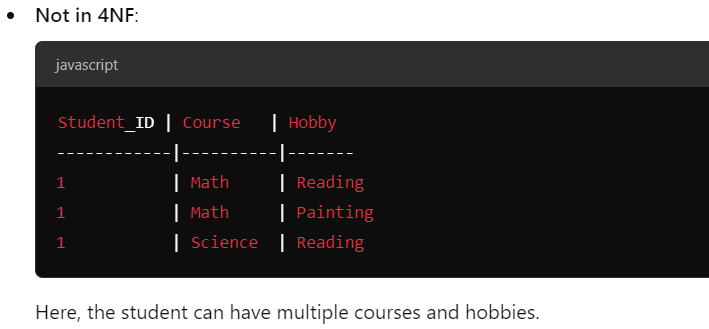 Not in 4NF:
javascript
Student_ID | Course   | Hobby
------------|----------|-------
1           | Math     | Reading
1           | Math     | Painting
1           | Science  | Reading
Here, the student can have multiple courses and hobbies.